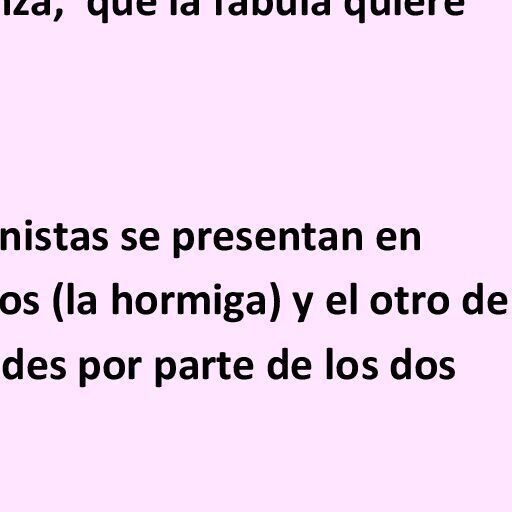 nza, que la fábula quiere
nistas se presentan en
os (la hormiga) y el otro de
des por parte de los dos